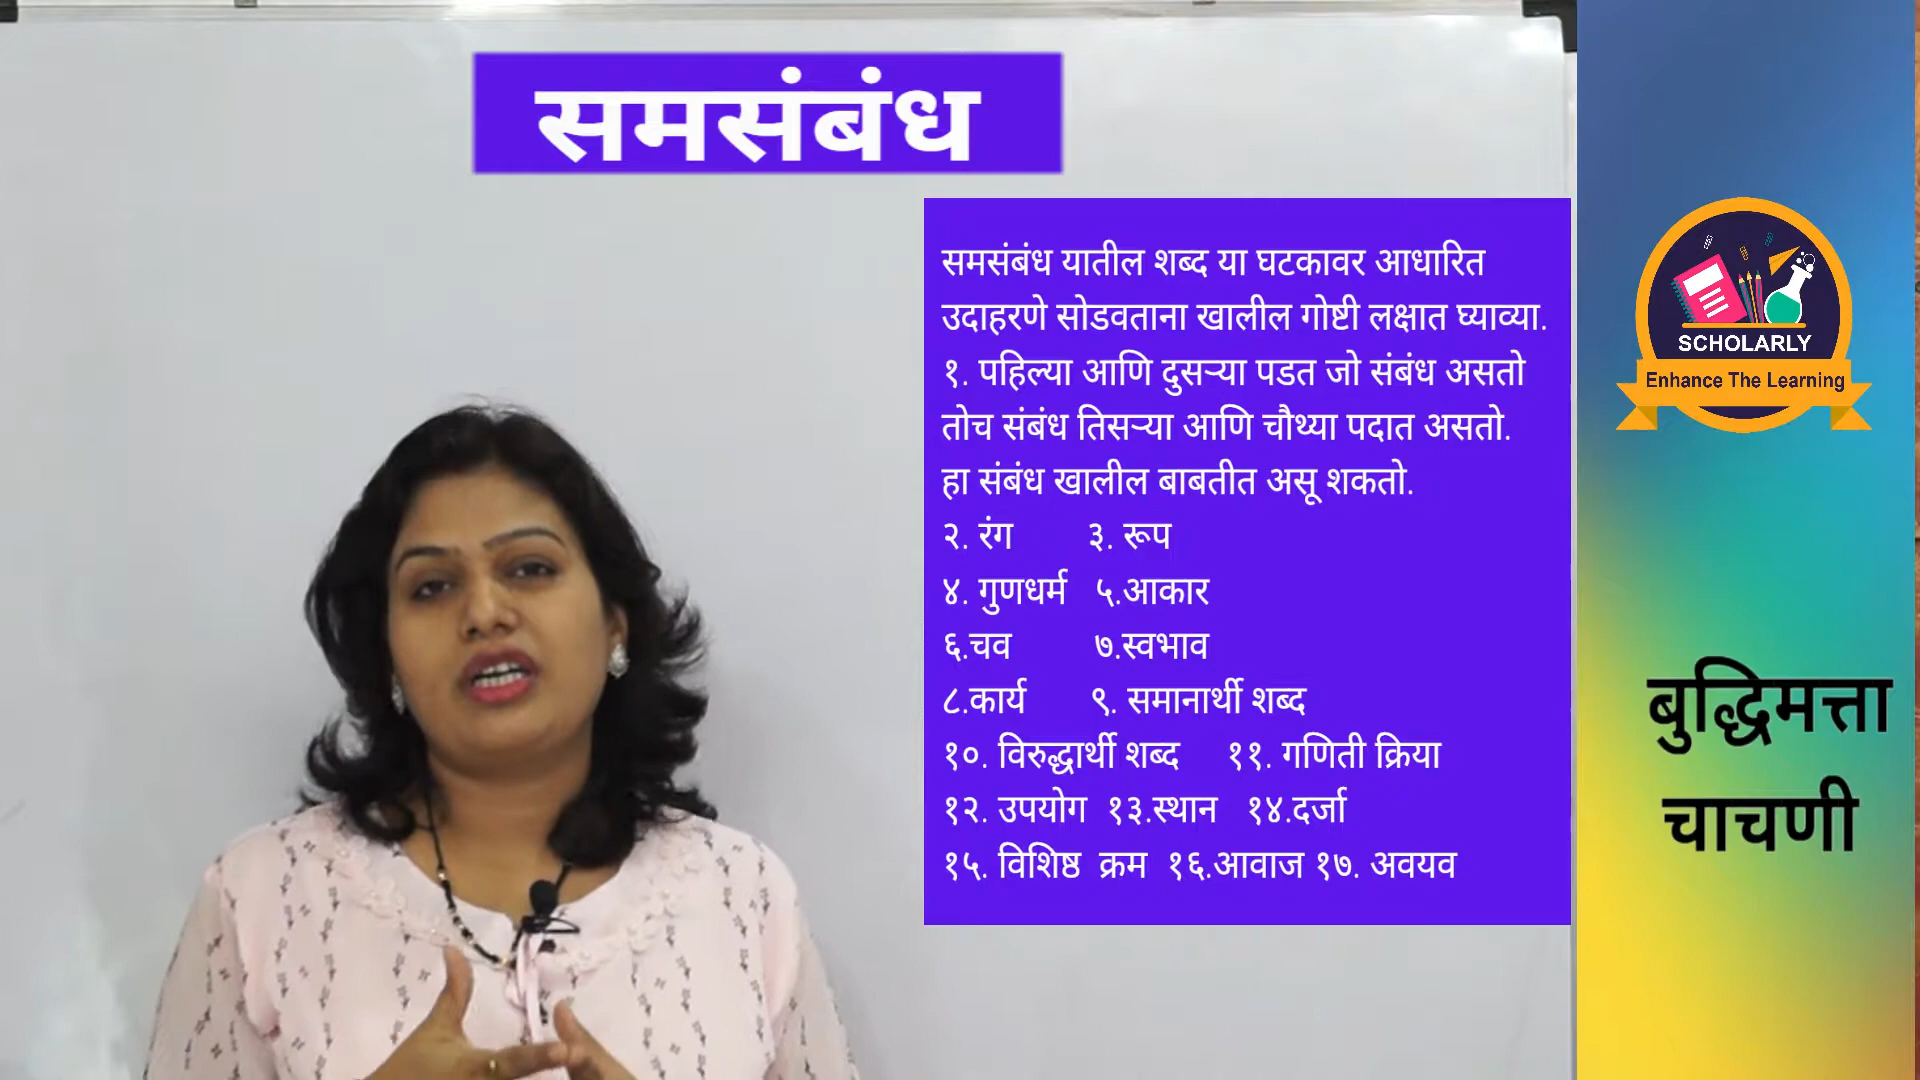 समसंबंध
समसंबंध यातील शब्द या घटकावर आधारित
उदाहरणे सोडवताना खालील गोष्टी लक्षात घ्याव्या.
१. पहिल्या आणि दुसऱ्या पडत जो संबंध असतो
तोच संबंध तिसऱ्या आणि चौथ्या पदात असतो.
हा संबंध खालील बाबतीत असू शकतो.
२. रंग ३. रूप
४. गुणधर्म ५.आकार
६.चव ७.स्वभाव
८.कार्य ९. समानार्थी शब्द
१०. विरुद्धार्थी शब्द ११. गणिती क्रिया
१२. उपयोग १३.स्थान १४.दर्जा
१५. विशिष्ठ क्रम १६.आवाज १७. अवयव
SCHOLARLY
Enhance The Learning
बुद्धिमत्ता
चाचणी